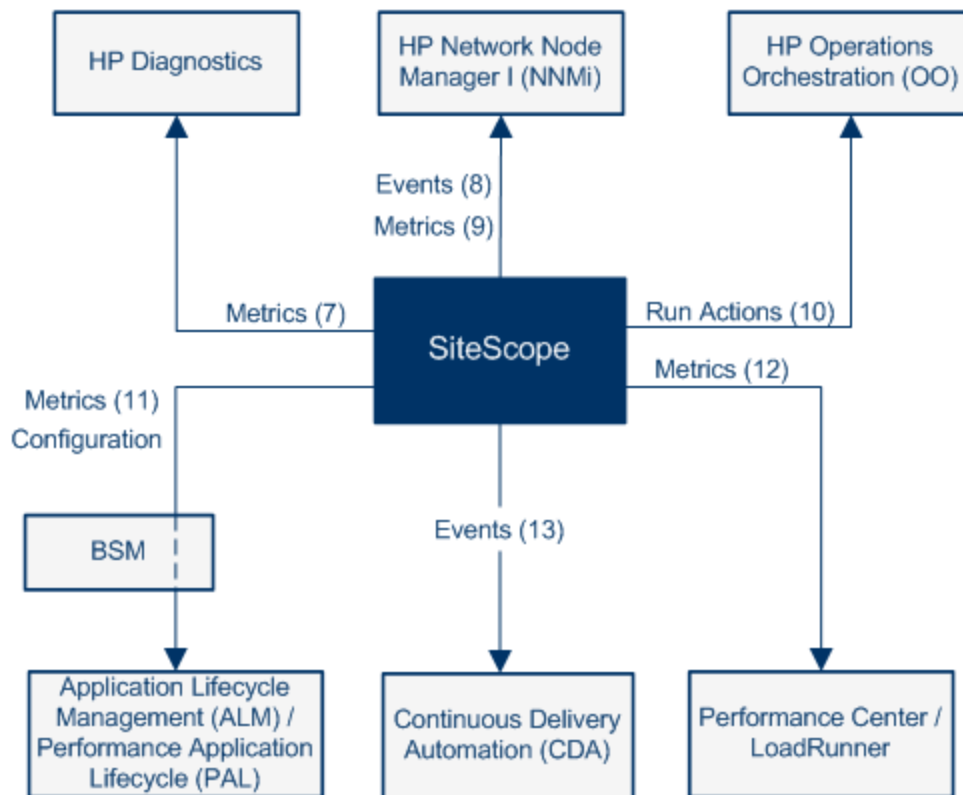 HP Diagnostics
HP Network Node
Manager I (NNMi)
HP Operations
Orchestration (OO)
Events (8)
Metrics (9)
Metrics (7)
SiteScope
Run Actions (10)
Metrics (12)
Metrics (11)
Configuration
Events (13)
BSM
Application Lifecycle
Management (ALM) /
Performance Application
Lifecycle (PAL)
Continuous Delivery
Automation (CDA)
Performance Center /
LoadRunner